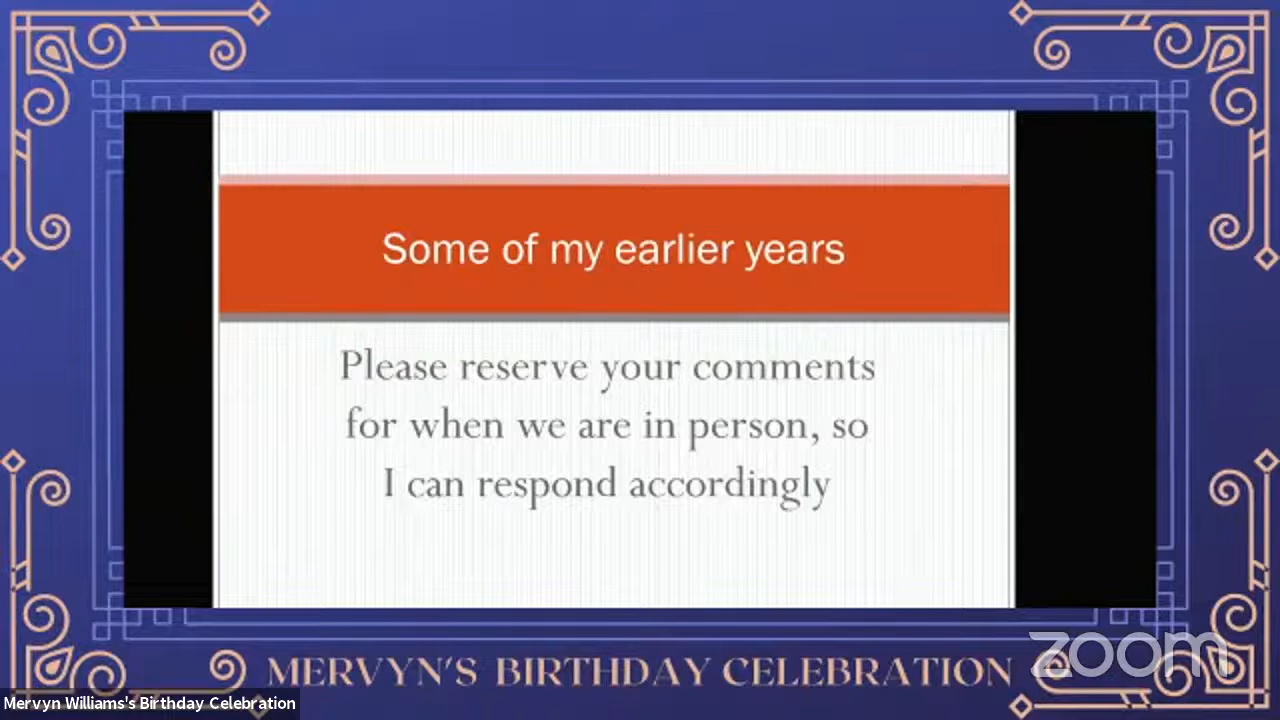 Some of my earlier years
Please reserve your comments
for when we are in person, so
I can respond accordingly
zoom
MERVYN'S BIRTHDAY CELEBRATION
Mervyn Williams's Birthday Celebration